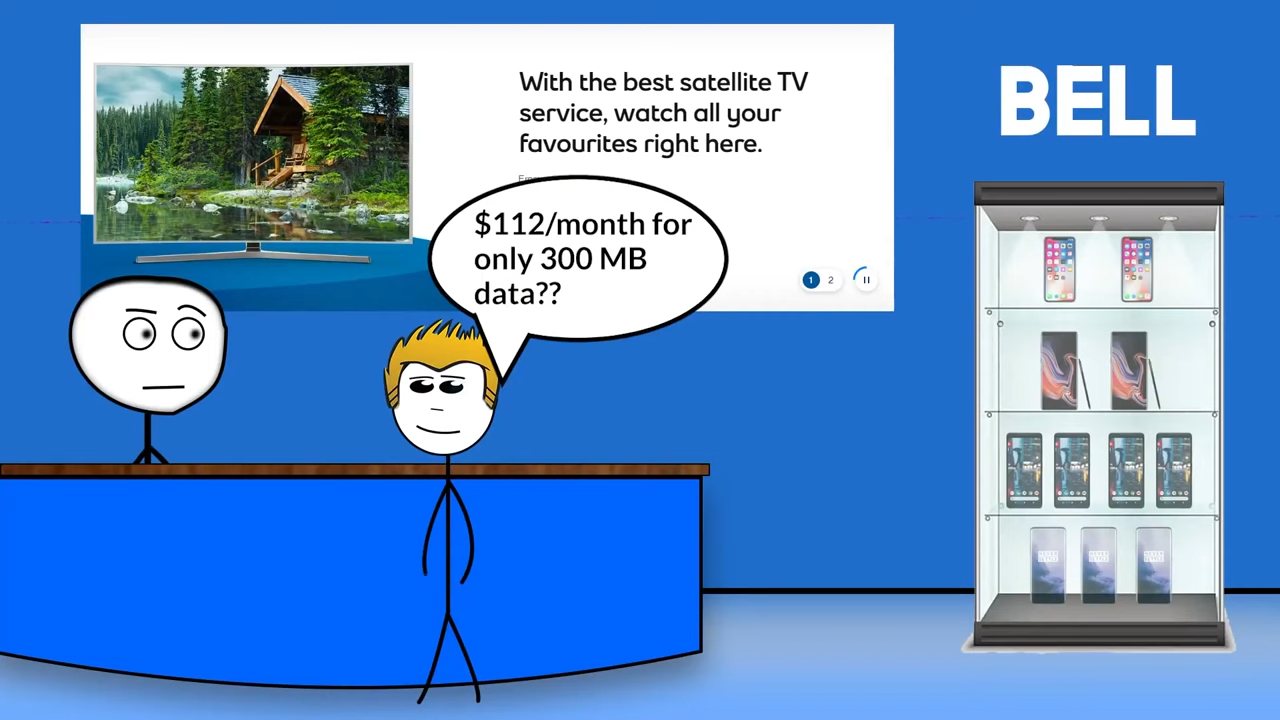 With the best satellite TV
service, watch all your
favourites right here.
BELL
$112/month for
only 300 MB
data??
1 2